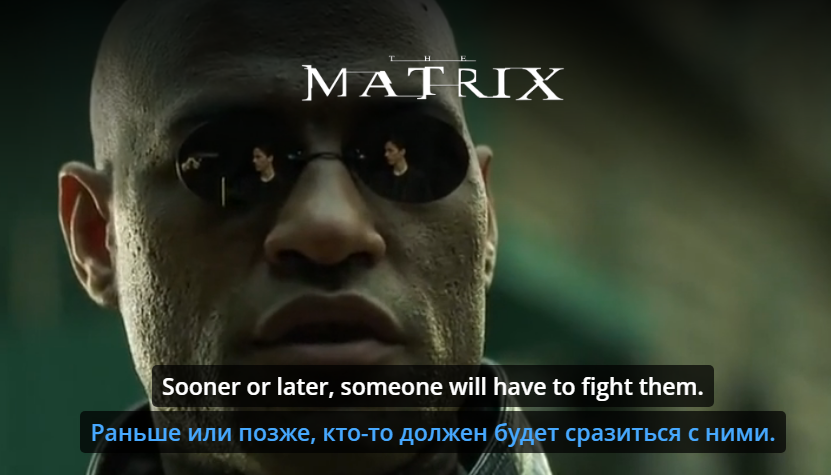 THE
MATRIX
Sooner or later, someone will have to fight them.
Раньше или позже, кто-то должен будет сразиться с ними.